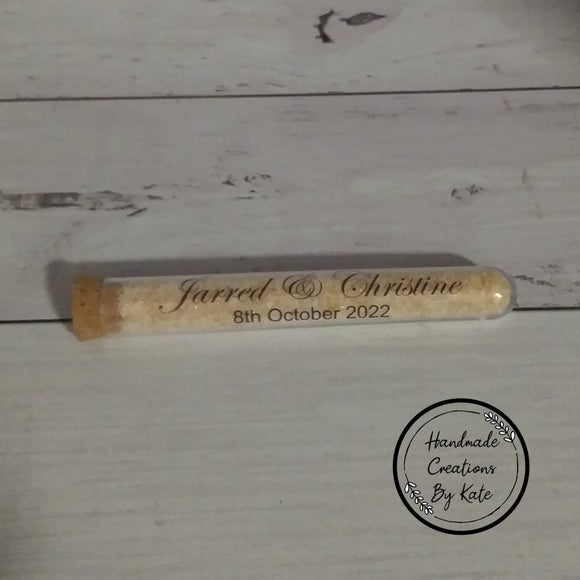 Jarred & Christine
8th October 2022
Handmade
Creations
By Kate